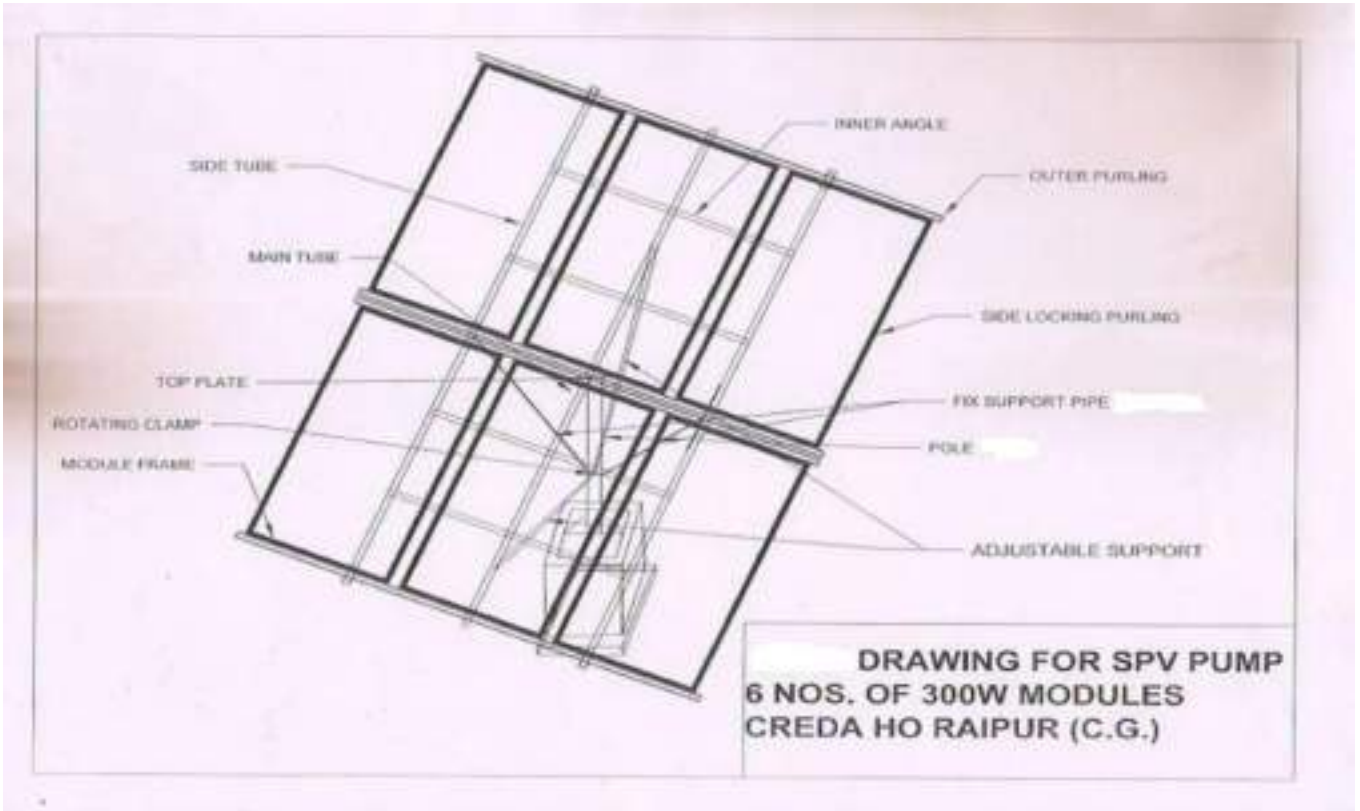 INNER ANGLE
SIDE TUBE
OUTER PURLING
MAIN TUBE
SIDE LOCKING PURLING
TOP PLATE
FIX SUPPORT PIPE
ROTATING CLAMP
POLE
MODULE FRAME
ADJUSTABLE SUPPORT
DRAWING FOR SPV PUMP
6 NOS. OF 300W MODULES
CREDA HO RAIPUR (C.G.)